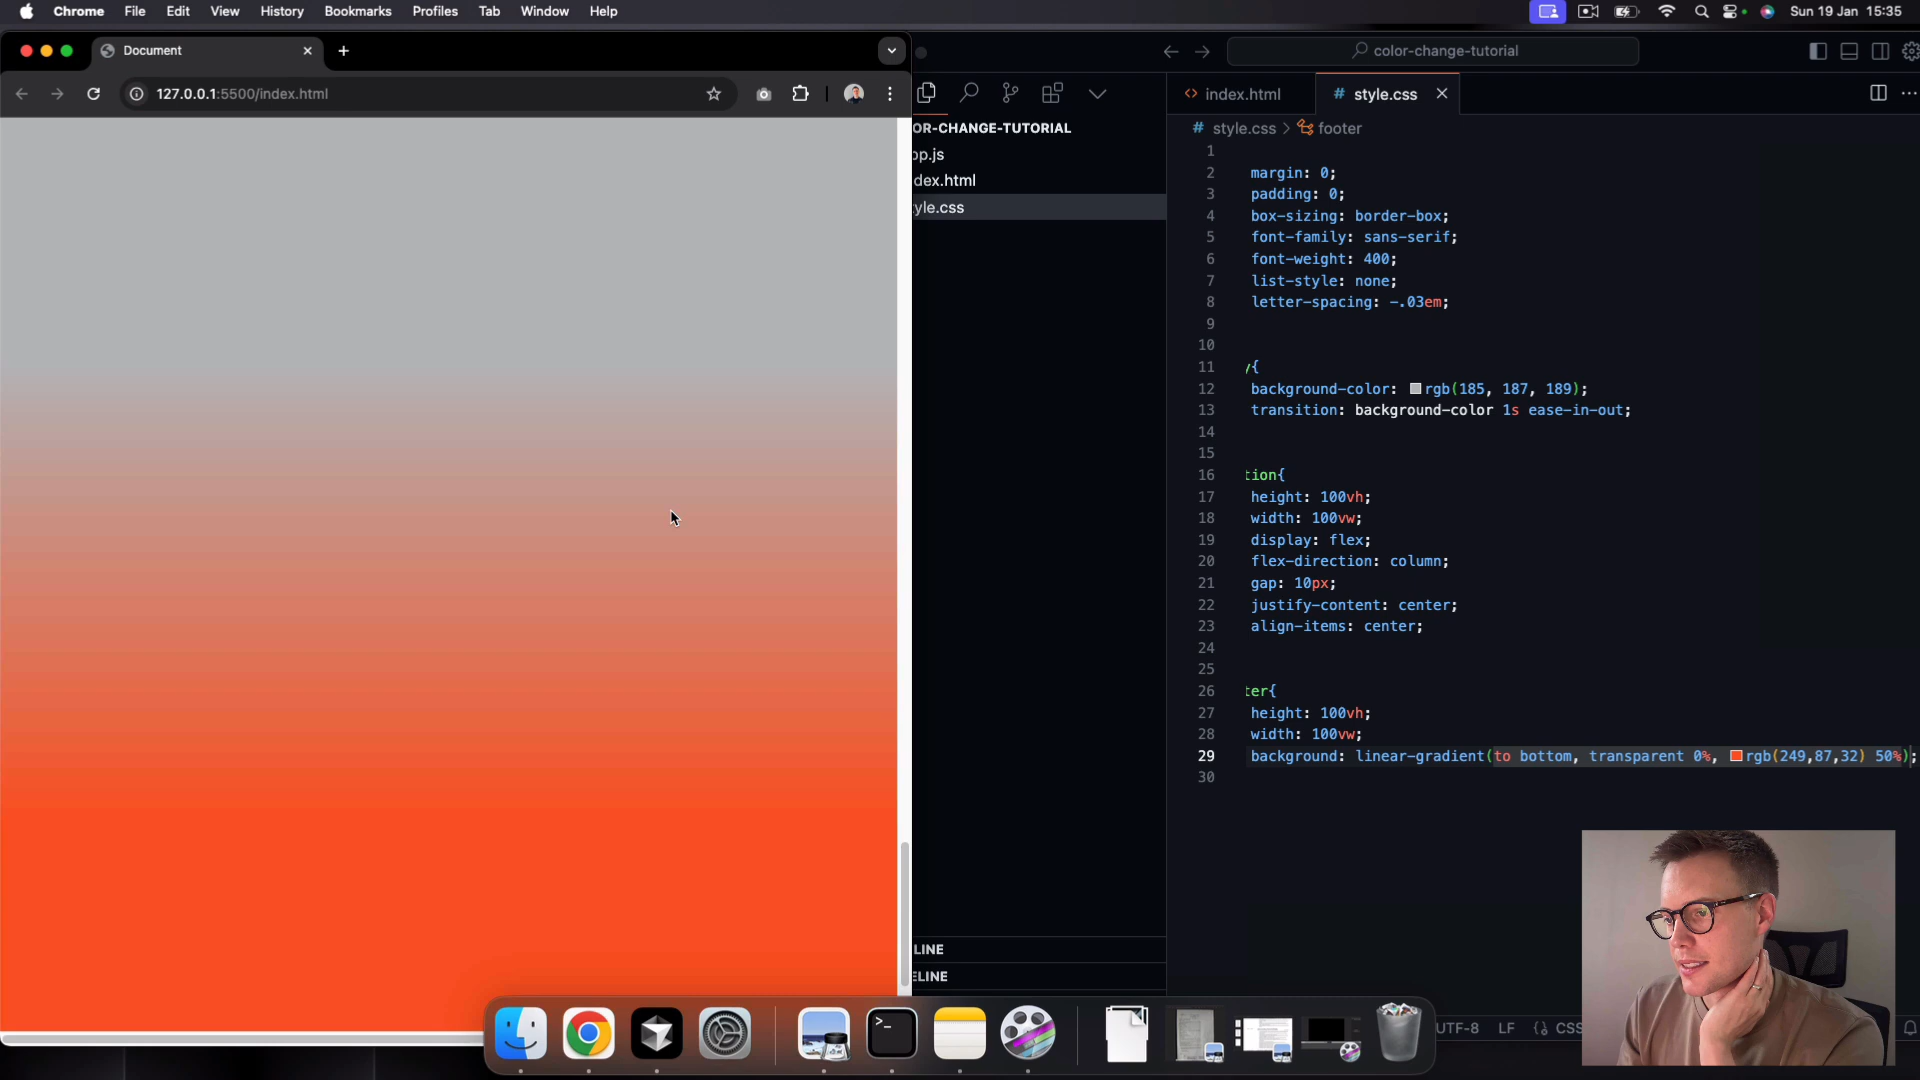 Chrome File Edit View History Bookmarks Profiles Tab Window Help Sun 19 Jan 15:35
Document
color-change-tutorial
127.0.0.1:5500/index.html
OR-CHANGE-TUTORIAL
pp.js
dex.html
yle.css
LINE
ELINE
<> index.html # style.css
# style.css > footer
1
2 margin: 0;
3 padding: 0;
4 box-sizing: border-box;
5 font-family: sans-serif;
6 font-weight: 400;
7 list-style: none;
8 letter-spacing: -.03em;
9
10
11 y{
12 background-color: rgb(185, 187, 189);
13 transition: background-color 1s ease-in-out;
14
15
16 tion{
17 height: 100vh;
18 width: 100vw;
19 display: flex;
20 flex-direction: column;
21 gap: 10px;
22 justify-content: center;
23 align-items: center;
24
25
26 ter{
27 height: 100vh;
28 width: 100vw;
29 background: linear-gradient(to bottom, transparent 0%, rgb(249,87,32) 50%);
30
UTF-8 LF {} CSS